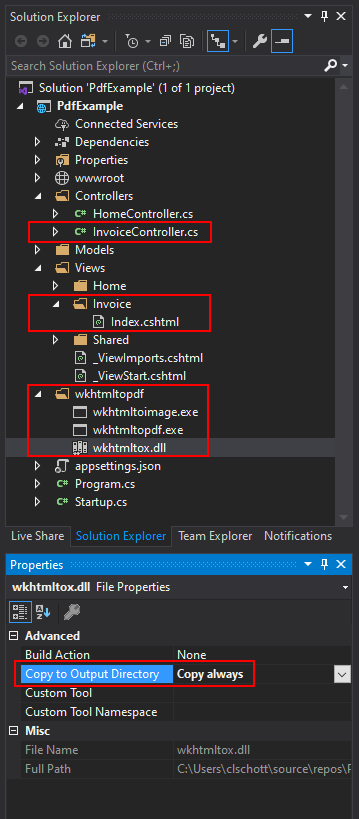 Solution Explorer
Search Solution Explorer (Ctrl+;)
Solution 'PdfExample' (1 of 1 project)
PdfExample
Connected Services
Dependencies
Properties
wwwroot
Controllers
C# HomeController.cs
C# InvoiceController.cs
Models
Views
Home
Invoice
Index.cshtml
Shared
_ViewImports.cshtml
_ViewStart.cshtml
wkhtmltopdf
wkhtmltoimage.exe
wkhtmltopdf.exe
wkhtmltox.dll
appsettings.json
C# Program.cs
C# Startup.cs
Live Share Solution Explorer Team Explorer Notifications
Properties
wkhtmltox.dll File Properties
Advanced
Build Action None
Copy to Output Directory Copy always
Custom Tool
Custom Tool Namespace
Misc
File Name wkhtmltox.dll
Full Path C:\Users\clschott\source\repos\P